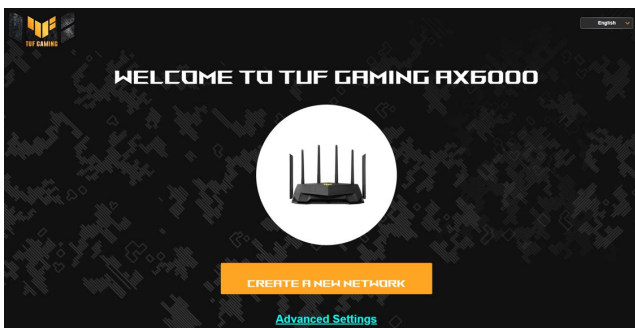 TUF GAMING
English
WELCOME TO TUF GAMING AX6000
CREATE A NEW NETWORK
Advanced Settings